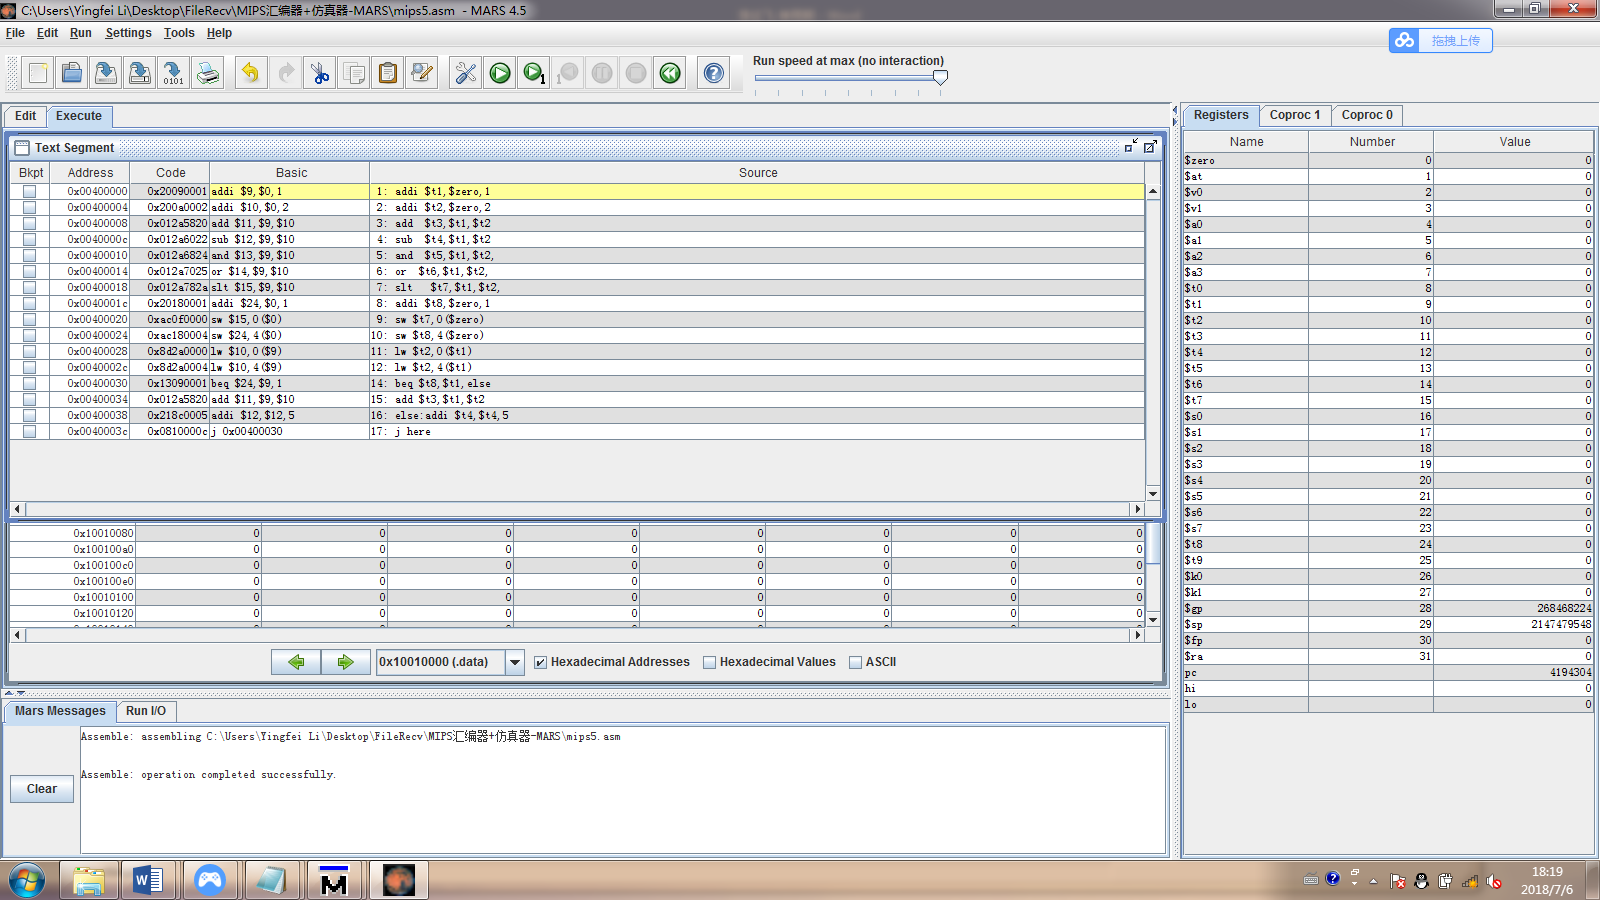 C:\Users\Yingfei Li\Desktop\FileRecv\MIPS汇编器+仿真器-MARS\mips5.asm - MARS 4.5
File Edit Run Settings Tools Help
拖拽上传
Run speed at max (no interaction)
Edit Execute
Text Segment
Bkpt Address Code Basic Source
0x00400000 0x20090001 addi $9,$0,1 1: addi $t1,$zero,1
0x00400004 0x200a0002 addi $10,$0,2 2: addi $t2,$zero,2
0x00400008 0x012a5820 add $11,$9,$10 3: add $t3,$t1,$t2
0x0040000c 0x012a6022 sub $12,$9,$10 4: sub $t4,$t1,$t2
0x00400010 0x012a6824 and $13,$9,$10 5: and $t5,$t1,$t2,
0x00400014 0x012a7025 or $14,$9,$10 6: or $t6,$t1,$t2,
0x00400018 0x012a782a slt $15,$9,$10 7: slt $t7,$t1,$t2,
0x0040001c 0x20180001 addi $24,$0,1 8: addi $t8,$zero,1
0x00400020 0xac0f0000 sw $15,0($0) 9: sw $t7,0($zero)
0x00400024 0xac180004 sw $24,4($0) 10: sw $t8,4($zero)
0x00400028 0x8d2a0000 lw $10,0($9) 11: lw $t2,0($t1)
0x0040002c 0x8d2a0004 lw $10,4($9) 12: lw $t2,4($t1)
0x00400030 0x13090001 beq $24,$9,1 14: beq $t8,$t1,else
0x00400034 0x012a5820 add $11,$9,$10 15: add $t3,$t1,$t2
0x00400038 0x218c0005 addi $12,$12,5 16: else:addi $t4,$t4,5
0x0040003c 0x0810000c j 0x00400030 17: j here
0x10010080 0 0 0 0 0 0 0 0
0x100100a0 0 0 0 0 0 0 0 0
0x100100c0 0 0 0 0 0 0 0 0
0x100100e0 0 0 0 0 0 0 0 0
0x10010100 0 0 0 0 0 0 0 0
0x10010120 0 0 0 0 0 0 0 0
0x10010000 (.data) Hexadecimal Addresses Hexadecimal Values ASCII
Mars Messages Run I/O
Assemble: assembling C:\Users\Yingfei Li\Desktop\FileRecv\MIPS汇编器+仿真器-MARS\mips5.asm
Assemble: operation completed successfully.
Clear
Registers Coproc 1 Coproc 0
Name Number Value
$zero 0 0
$at 1 0
$v0 2 0
$v1 3 0
$a0 4 0
$a1 5 0
$a2 6 0
$a3 7 0
$t0 8 0
$t1 9 0
$t2 10 0
$t3 11 0
$t4 12 0
$t5 13 0
$t6 14 0
$t7 15 0
$s0 16 0
$s1 17 0
$s2 18 0
$s3 19 0
$s4 20 0
$s5 21 0
$s6 22 0
$s7 23 0
$t8 24 0
$t9 25 0
$k0 26 0
$k1 27 0
$gp 28 268468224
$sp 29 2147479548
$fp 30 0
$ra 31 0
pc 4194304
hi 0
lo 0
18:19
2018/7/6